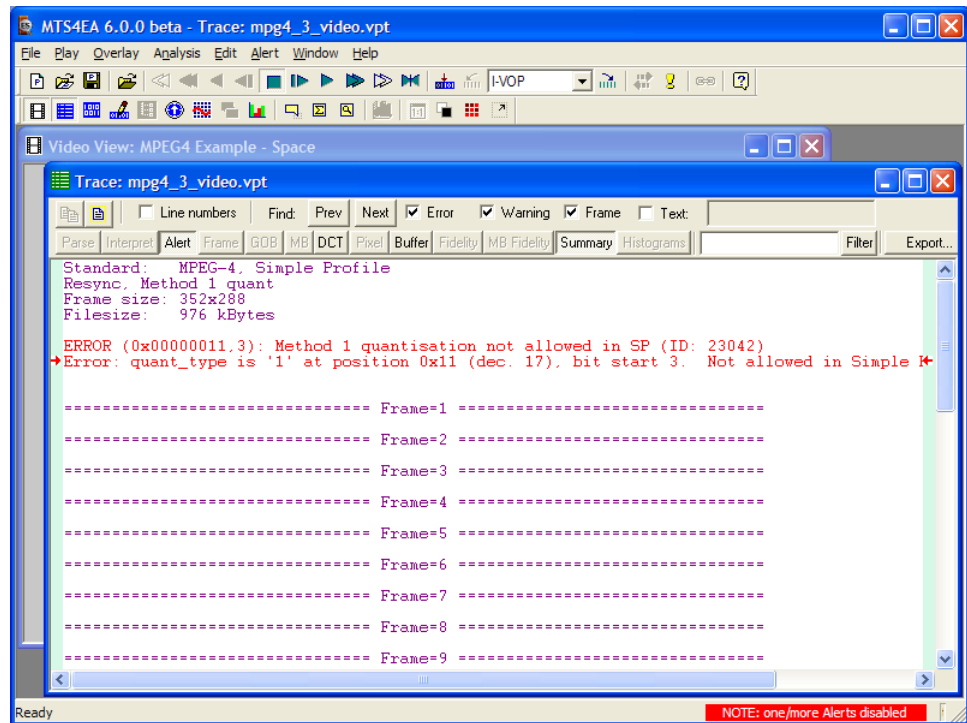 MTS4EA 6.0.0 beta - Trace: mpg4_3_video.vpt
File Play Overlay Analysis Edit Alert Window Help
I-VOP
Video View: MPEG4 Example - Space
Trace: mpg4_3_video.vpt
Line numbers Find: Prev Next Error Warning Frame Text:
Parse Interpret Alert Frame GOB MB DCT Pixel Buffer Fidelity MB Fidelity Summary Histograms Filter Export...
Standard: MPEG-4, Simple Profile
Resync, Method 1 quant
Frame size: 352x288
Filesize: 976 kBytes
ERROR (0x00000011,3): Method 1 quantisation not allowed in SP (ID: 23042)
Error: quant_type is '1' at position 0x11 (dec. 17), bit start 3. Not allowed in Simple
============================== Frame=1 ==============================
============================== Frame=2 ==============================
============================== Frame=3 ==============================
============================== Frame=4 ==============================
============================== Frame=5 ==============================
============================== Frame=6 ==============================
============================== Frame=7 ==============================
============================== Frame=8 ==============================
============================== Frame=9 ==============================
Ready NOTE: one/more Alerts disabled